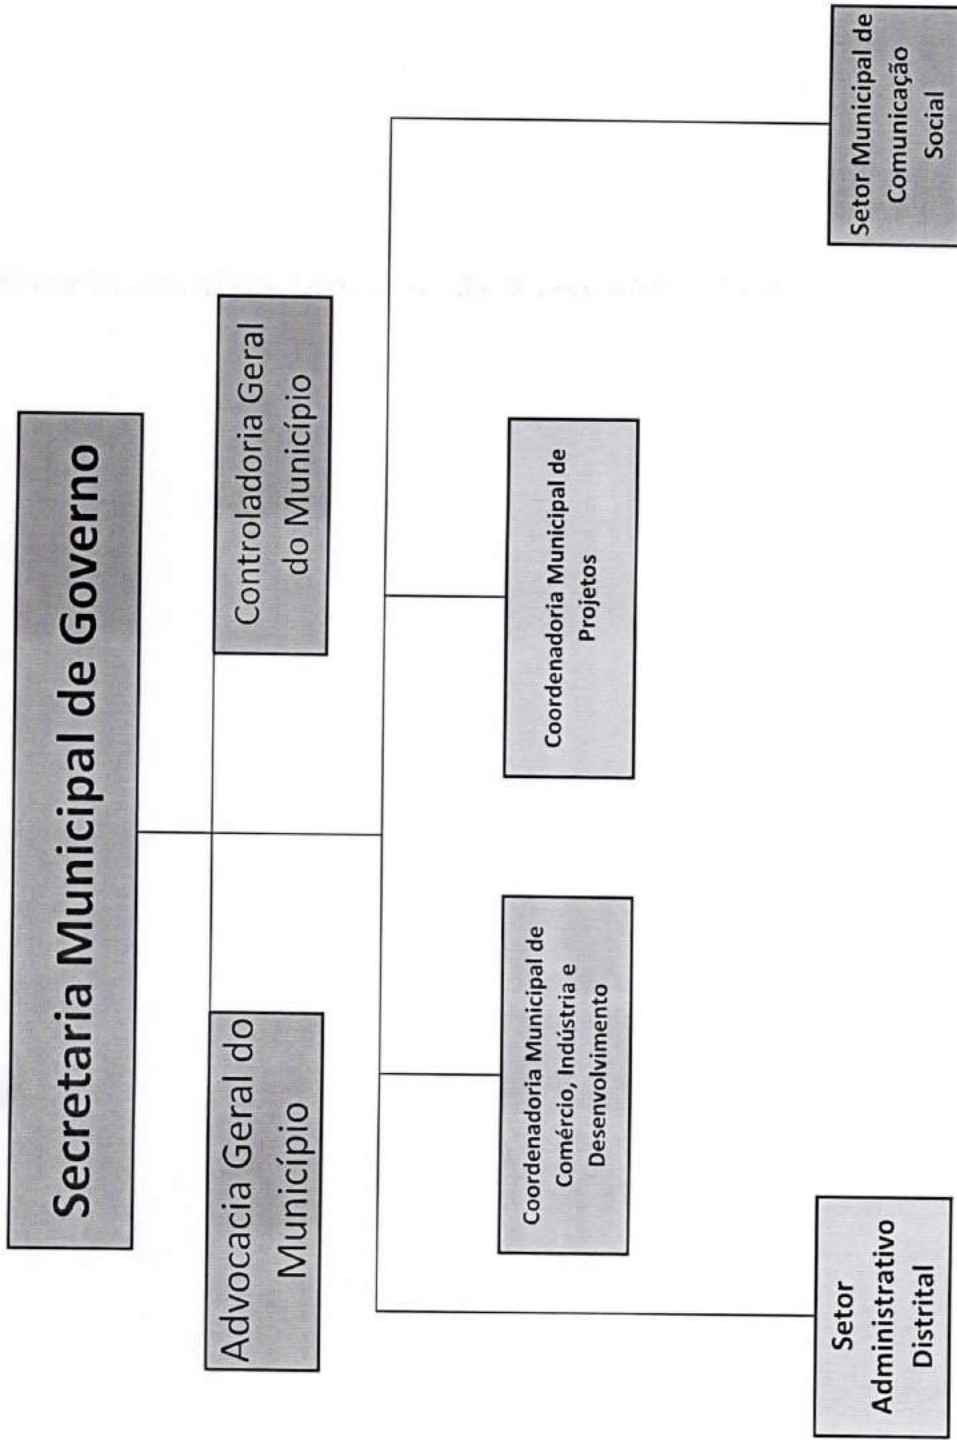 Secretaria Municipal de Governo
Advocacia Geral do
Município
Controladoria Geral
do Município
Coordenadoria Municipal de
Comércio, Indústria e
Desenvolvimento
Coordenadoria Municipal de
Projetos
Setor
Administrativo
Distrital
Setor Municipal de
Comunicação
Social